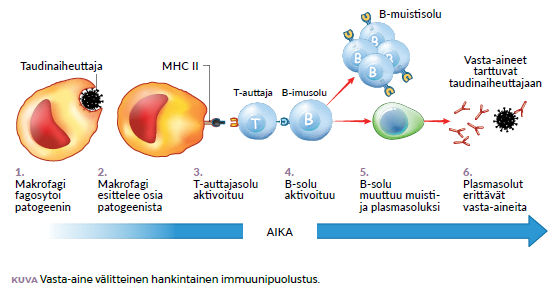 B-muistisolu
Taudinaiheuttaja
MHC II
Vasta-aineet
tarttuvat
taudinaiheuttajaan
T-auttaja
B-imusolu
B
B
B
B
T
B
1.
Makrofagi
fagosytoi
patogeenin
2.
Makrofagi
esittelee osia
patogeenista
3.
T-auttajasolu
aktivoituu
4.
B-solu
aktivoituu
5.
B-solu
muuttuu muisti-
ja plasmasoluksi
6.
Plasmasolut
erittävät
vasta-aineita
AIKA
KUVA Vasta-aine välitteinen hankintainen immuunipuolustus.